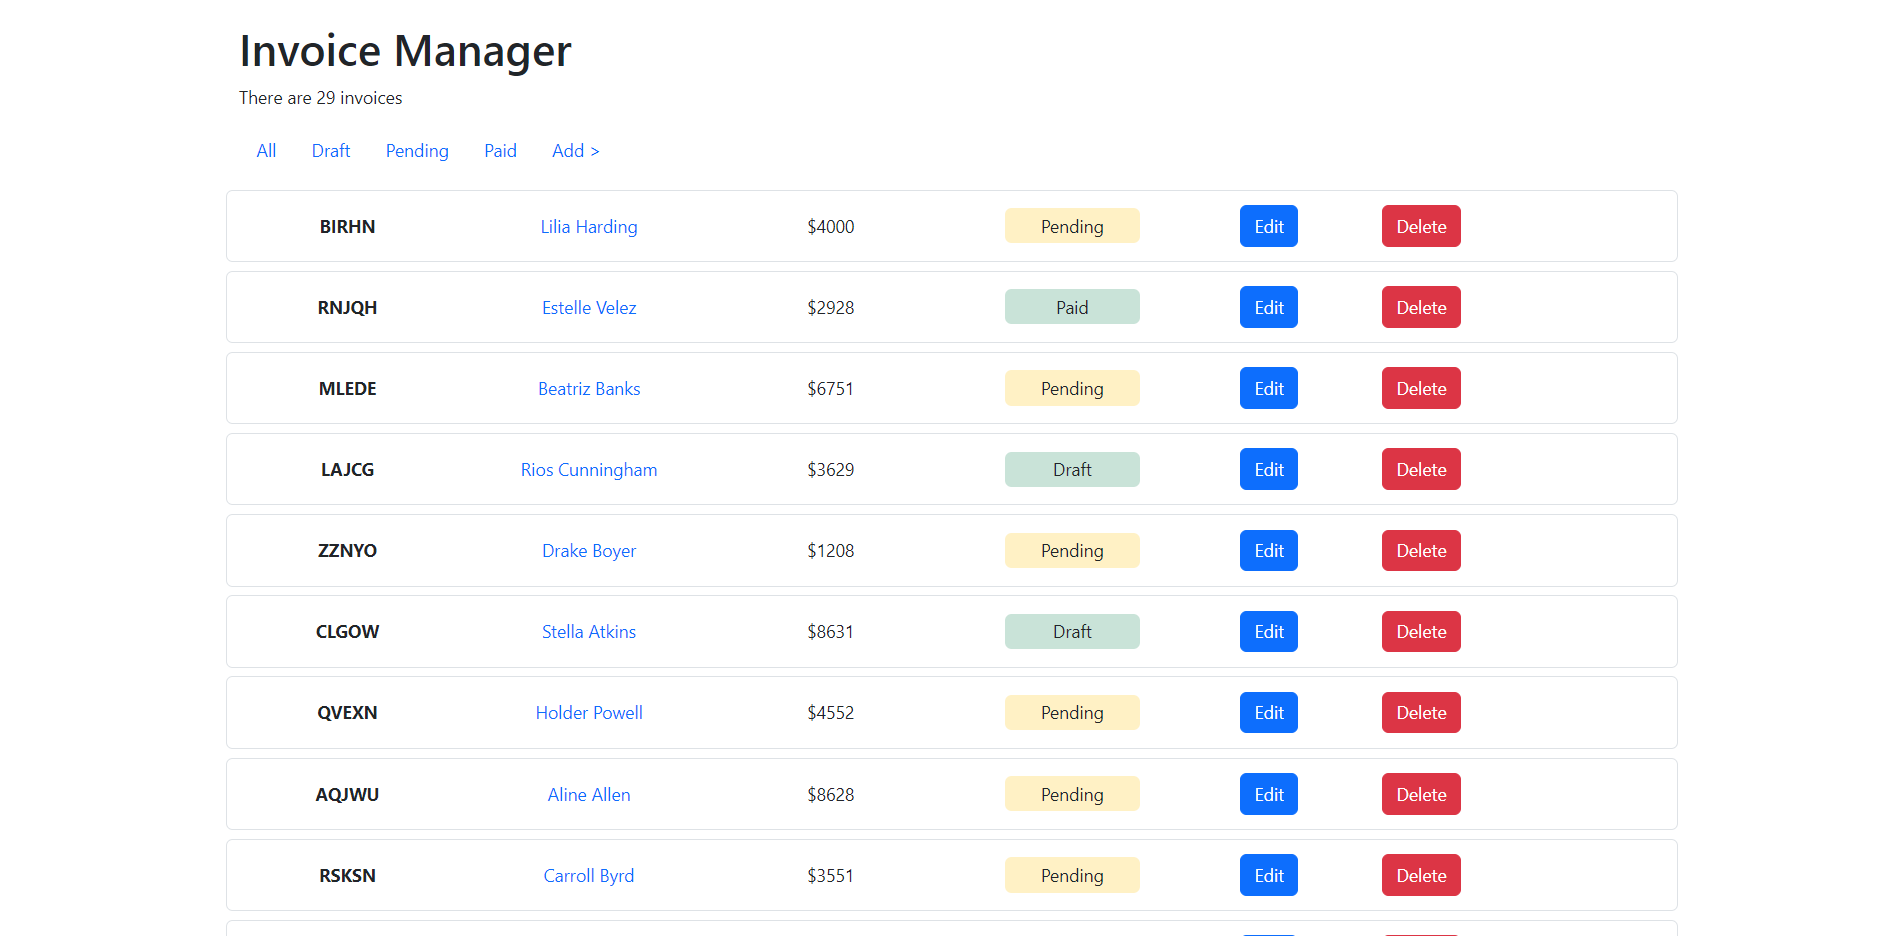 Invoice Manager
There are 29 invoices
All Draft Pending Paid Add >
BIRHN Lilia Harding $4000 Pending Edit Delete
RNJQH Estelle Velez $2928 Paid Edit Delete
MLEDE Beatriz Banks $6751 Pending Edit Delete
LAJCG Rios Cunningham $3629 Draft Edit Delete
ZZNYO Drake Boyer $1208 Pending Edit Delete
CLGOW Stella Atkins $8631 Draft Edit Delete
QVEXN Holder Powell $4552 Pending Edit Delete
AQJWU Aline Allen $8628 Pending Edit Delete
RSKSN Carroll Byrd $3551 Pending Edit Delete